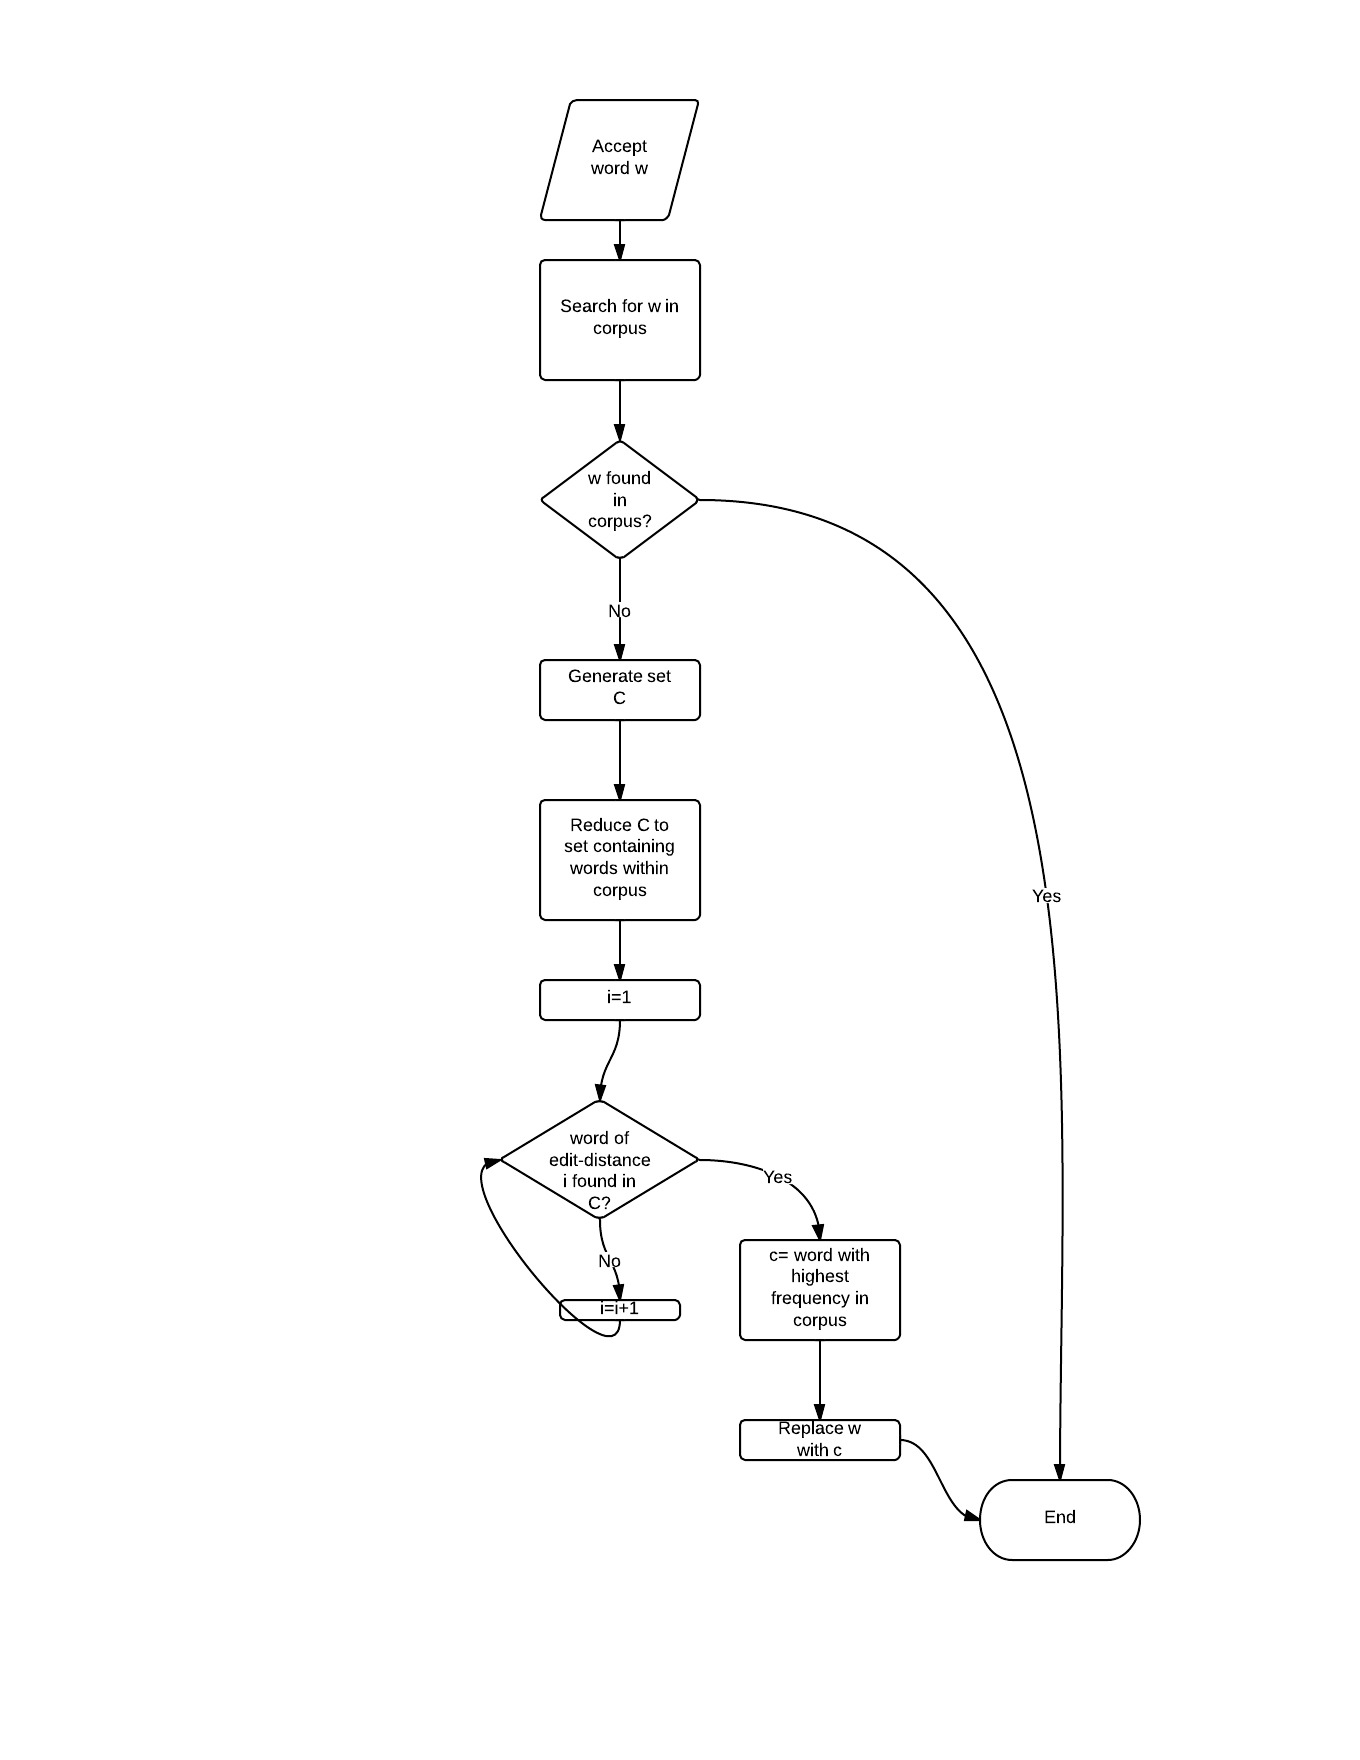 Accept
word w
Search for w in
corpus
w found
in
corpus?
No
Generate set
C
Reduce C to
set containing
words within
corpus
Yes
i=1
word of
edit-distance
i found in
C?
Yes
No
i=i+1
c= word with
highest
frequency in
corpus
Replace w
with c
End